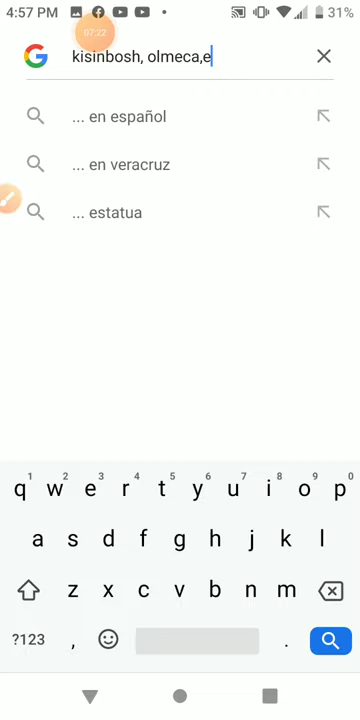 4:57 PM 31%
07:22
kisinbosh, olmeca,e
... en español
... en veracruz
... estatua
1 2 3 4 5 6 7 8 9 0
q w e r t y u i o p
a s d f g h j k l
z x c v b n m
?123 , .